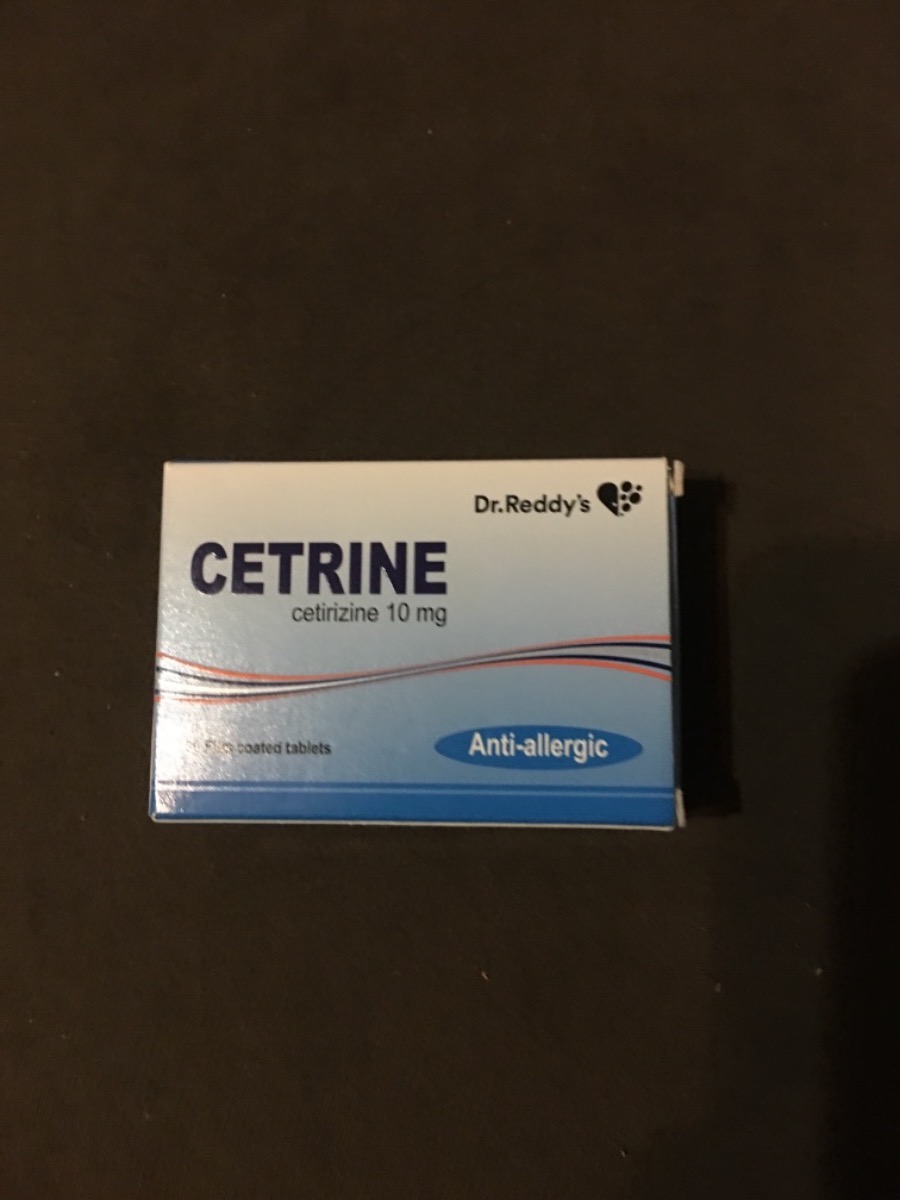 Dr.Reddy's
CETRINE
cetirizine 10 mg
coated tablets
Anti-allergic